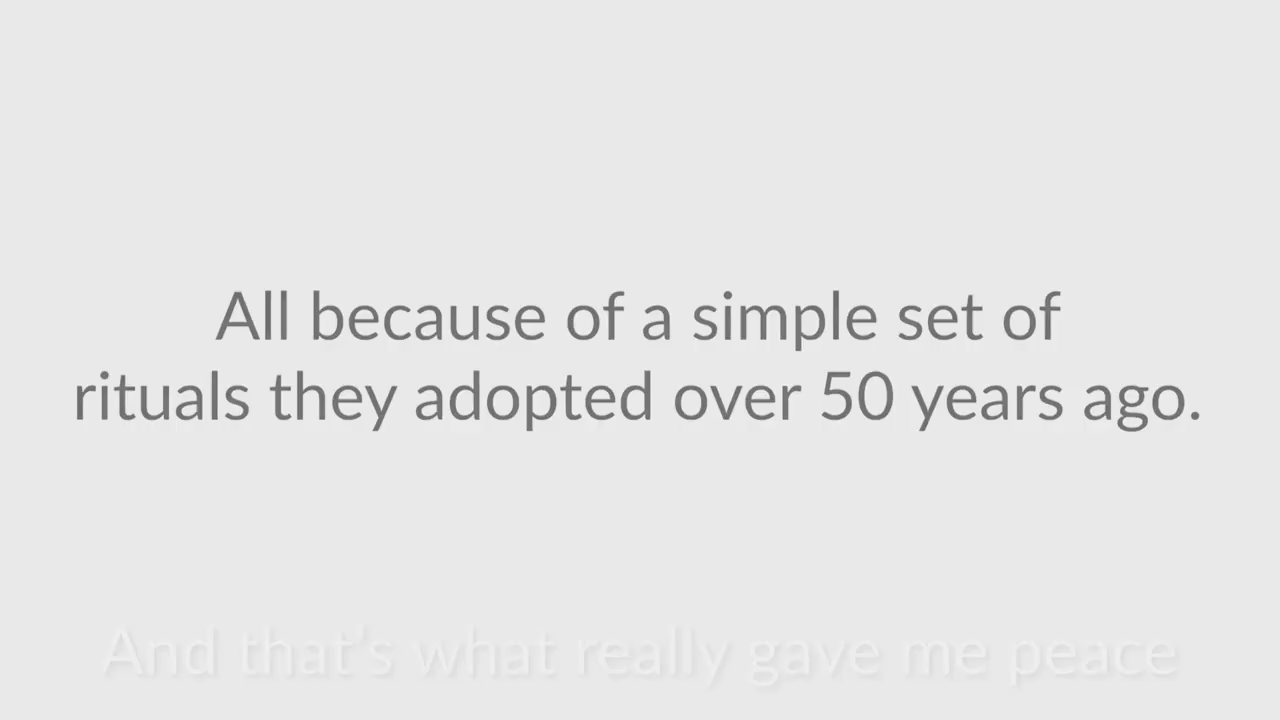 All because of a simple set of
rituals they adopted over 50 years ago.
And that's what really gave me peace